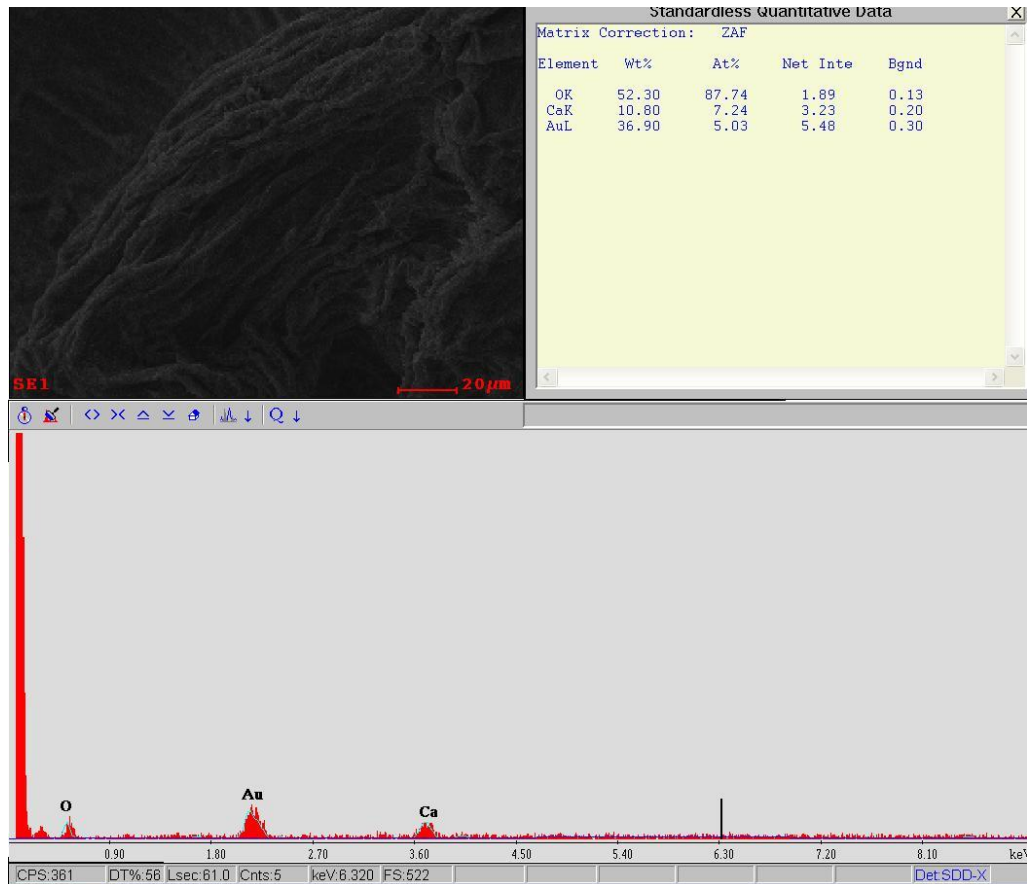 Standardless Quantitative Data X
Matrix Correction: ZAF
Element Wt% At% Net Inte Bgnd
OK 52.30 87.74 1.89 0.13
CaK 10.80 7.24 3.23 0.20
AuL 36.90 5.03 5.48 0.30
SE1 20µm
Q
O Au Ca
0.90 1.80 2.70 3.60 4.50 5.40 6.30 7.20 8.10 keV
CPS:361 DT%:56 Lsec:61.0 Cnts:5 keV:6.320 FS:522 Det:SDD-X